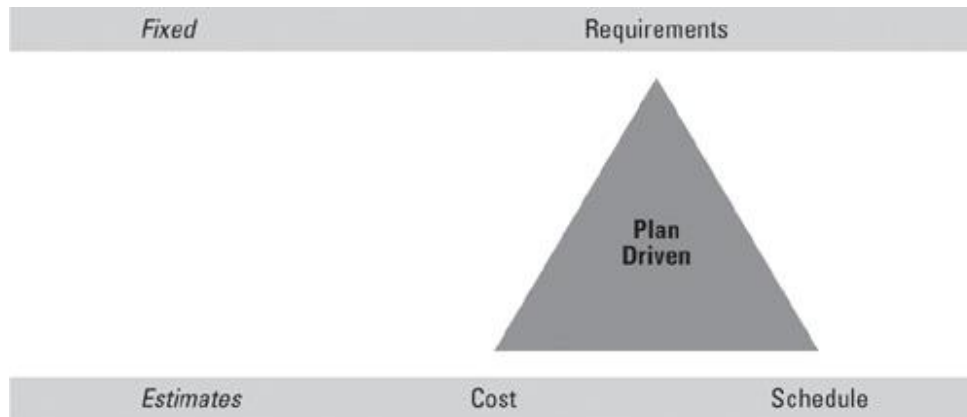 Fixed Requirements
Plan
Driven
Estimates Cost Schedule